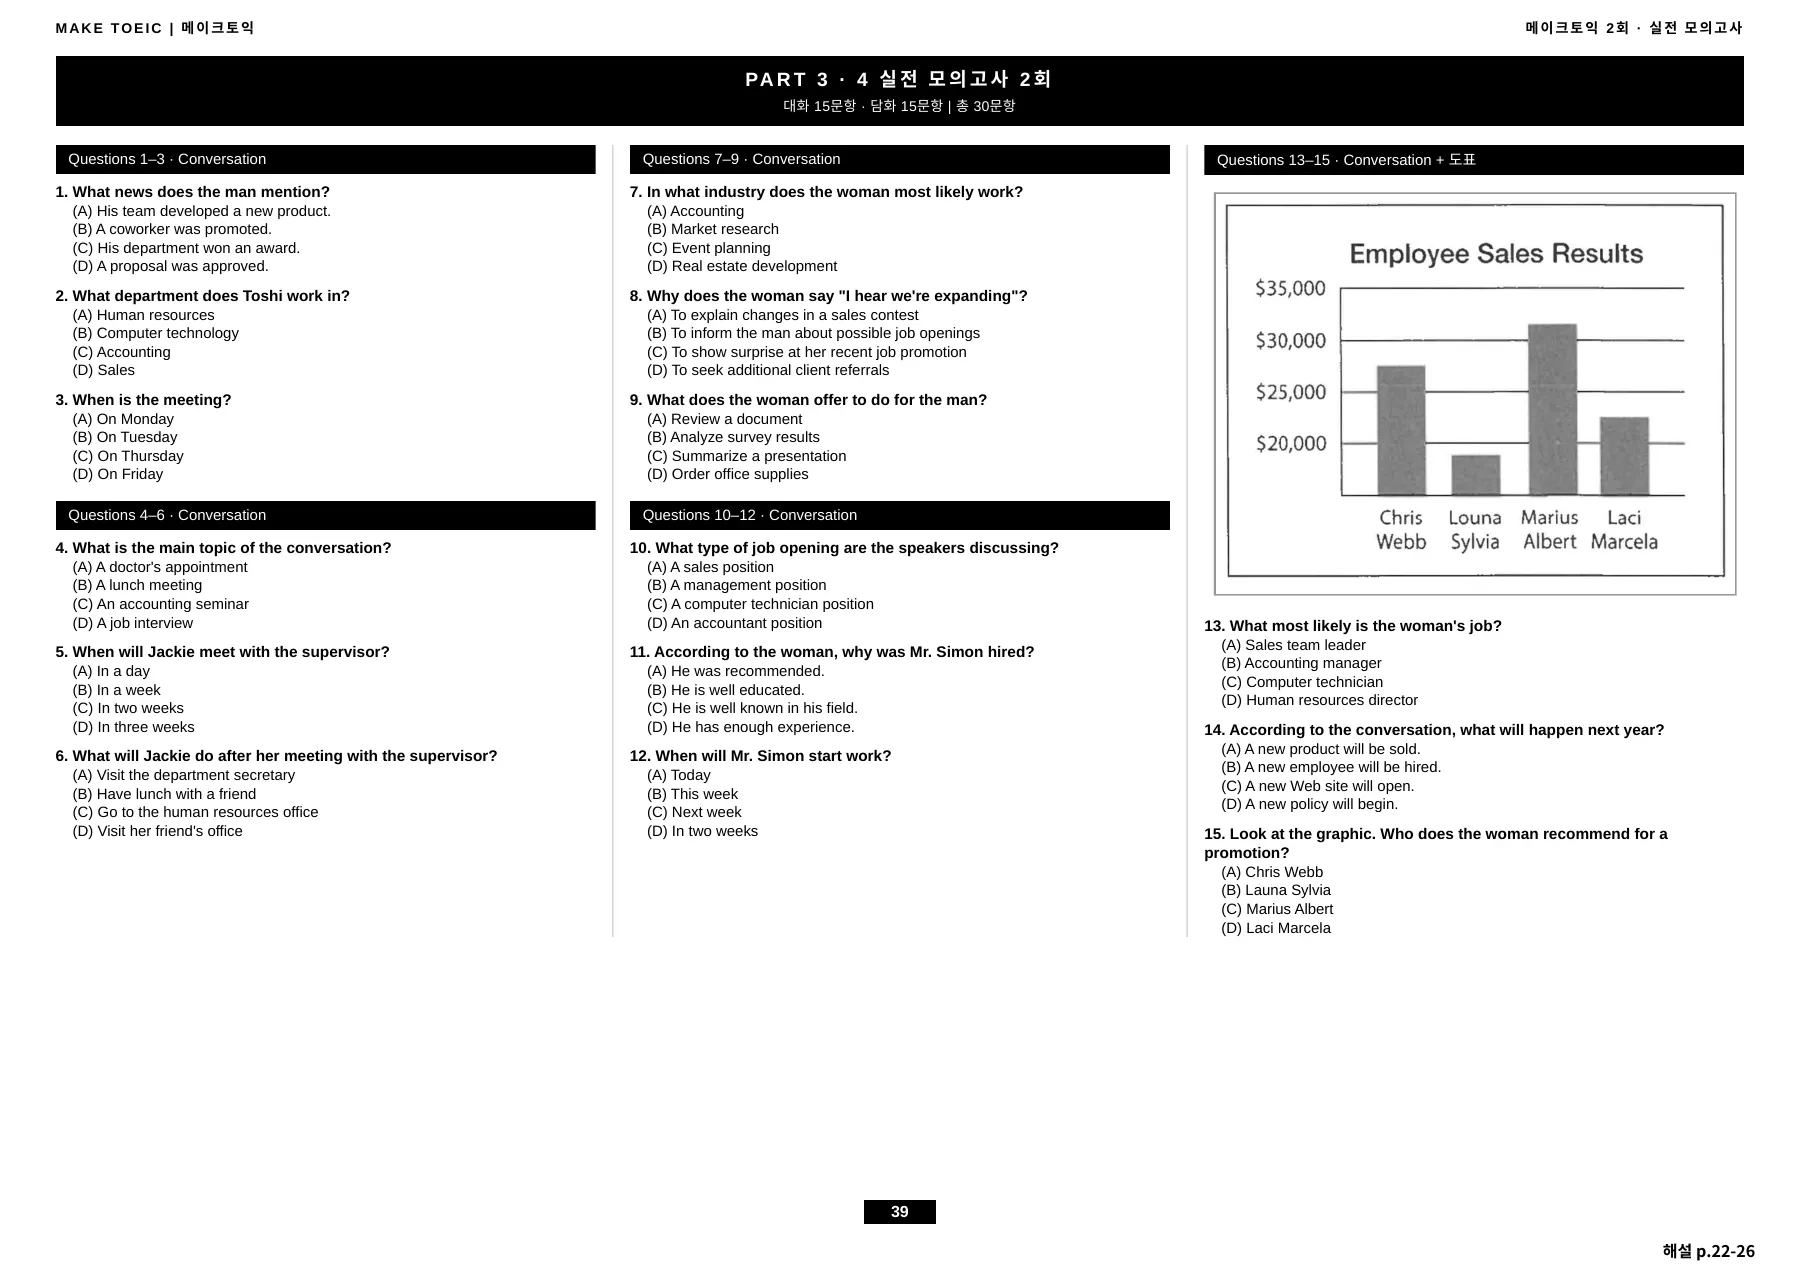 MAKE TOEIC | 메이크토익
메이크토익 2회 · 실전 모의고사
PART 3 · 4 실전 모의고사 2회
대화 15문항 · 담화 15문항 | 총 30문항
Questions 1–3 · Conversation
1. What news does the man mention?
(A) His team developed a new product.
(B) A coworker was promoted.
(C) His department won an award.
(D) A proposal was approved.
2. What department does Toshi work in?
(A) Human resources
(B) Computer technology
(C) Accounting
(D) Sales
3. When is the meeting?
(A) On Monday
(B) On Tuesday
(C) On Thursday
(D) On Friday
Questions 4–6 · Conversation
4. What is the main topic of the conversation?
(A) A doctor's appointment
(B) A lunch meeting
(C) An accounting seminar
(D) A job interview
5. When will Jackie meet with the supervisor?
(A) In a day
(B) In a week
(C) In two weeks
(D) In three weeks
6. What will Jackie do after her meeting with the supervisor?
(A) Visit the department secretary
(B) Have lunch with a friend
(C) Go to the human resources office
(D) Visit her friend's office
Questions 7–9 · Conversation
7. In what industry does the woman most likely work?
(A) Accounting
(B) Market research
(C) Event planning
(D) Real estate development
8. Why does the woman say "I hear we're expanding"?
(A) To explain changes in a sales contest
(B) To inform the man about possible job openings
(C) To show surprise at her recent job promotion
(D) To seek additional client referrals
9. What does the woman offer to do for the man?
(A) Review a document
(B) Analyze survey results
(C) Summarize a presentation
(D) Order office supplies
Questions 10–12 · Conversation
10. What type of job opening are the speakers discussing?
(A) A sales position
(B) A management position
(C) A computer technician position
(D) An accountant position
11. According to the woman, why was Mr. Simon hired?
(A) He was recommended.
(B) He is well educated.
(C) He is well known in his field.
(D) He has enough experience.
12. When will Mr. Simon start work?
(A) Today
(B) This week
(C) Next week
(D) In two weeks
Questions 13–15 · Conversation + 도표
Employee Sales Results
$35,000
$30,000
$25,000
$20,000
Chris Louna Marius Laci
Webb Sylvia Albert Marcela
13. What most likely is the woman's job?
(A) Sales team leader
(B) Accounting manager
(C) Computer technician
(D) Human resources director
14. According to the conversation, what will happen next year?
(A) A new product will be sold.
(B) A new employee will be hired.
(C) A new Web site will open.
(D) A new policy will begin.
15. Look at the graphic. Who does the woman recommend for a
promotion?
(A) Chris Webb
(B) Launa Sylvia
(C) Marius Albert
(D) Laci Marcela
39
해설 p.22-26